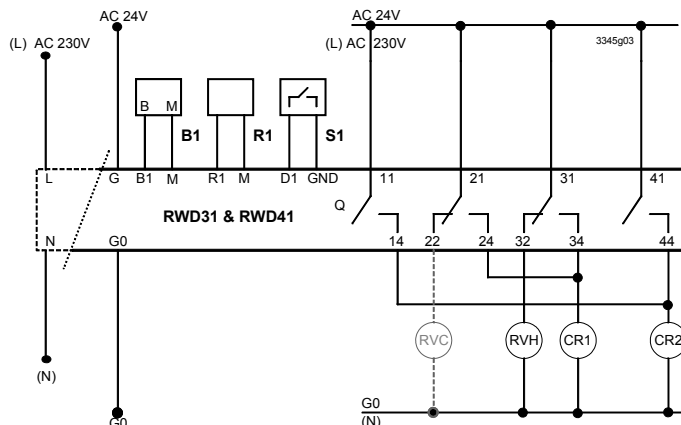 AC 24V
AC 24V
(L) AC 230V
(L) AC 230V
3345g03
B M
B1
R1
S1
L G B1 M R1 M D1 GND 11 21 31 41
Q
RWD31 & RWD41
N G0 14 22 24 32 34 44
RVC RVH CR1 CR2
(N)
G0
(N)
G0